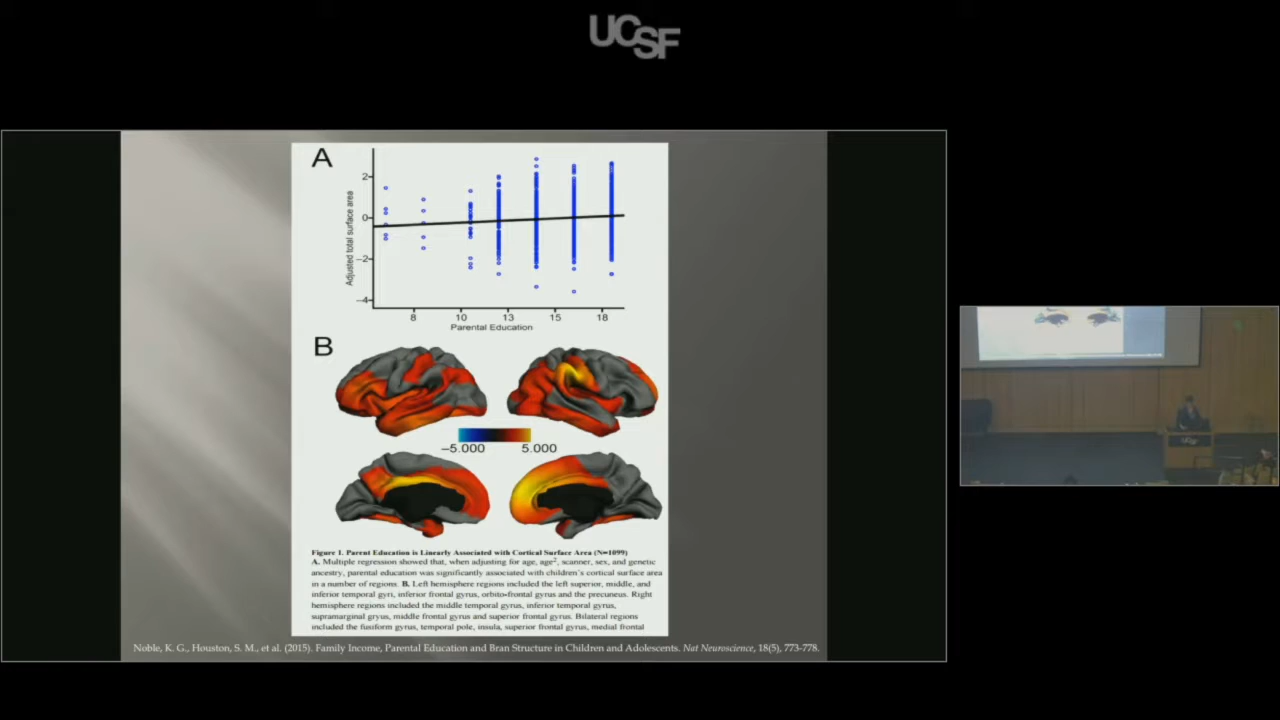 UCSF
A
Adjusted total surface area
2
0
−2
−4
8 10 13 15 18
Parental Education
B
−5.000 5.000
Figure 1. Parent Education is Linearly Associated with Cortical Surface Area (N=1099)
A. Multiple regression showed that, when adjusting for age, age², scanner, sex, and genetic
ancestry, parental education was significantly associated with children's cortical surface area
in a number of regions. B. Left hemisphere regions included the left superior, middle, and
inferior temporal gyri, inferior frontal gyrus, orbito-frontal gyrus and the precuneus. Right
hemisphere regions included the middle temporal gyrus, inferior temporal gyrus,
supramarginal gryus, middle frontal gyrus and superior frontal gyrus. Bilateral regions
included the fusiform gyrus, temporal pole, insula, superior frontal gyrus, medial frontal
Noble, K. G., Houston, S. M., et al. (2015). Family Income, Parental Education and Bran Structure in Children and Adolescents. Nat Neuroscience, 18(5), 773-778.
UCSF